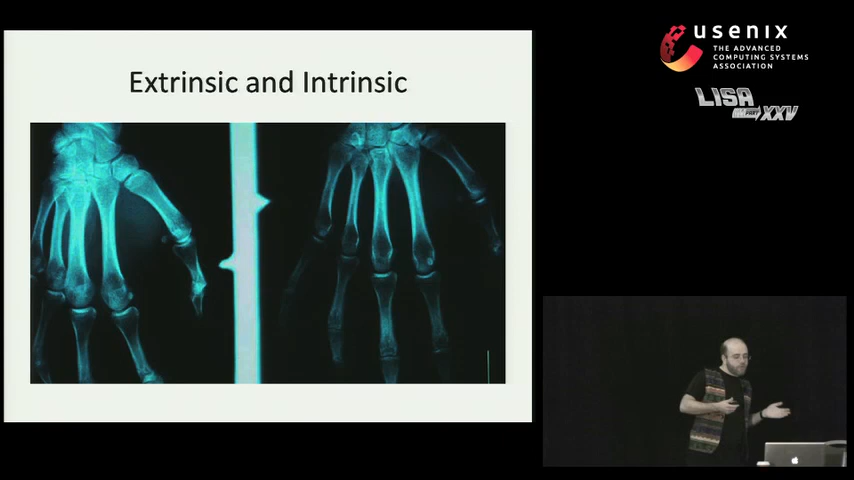 Extrinsic and Intrinsic
usenix
THE ADVANCED
COMPUTING SYSTEMS
ASSOCIATION
LISA
XXV